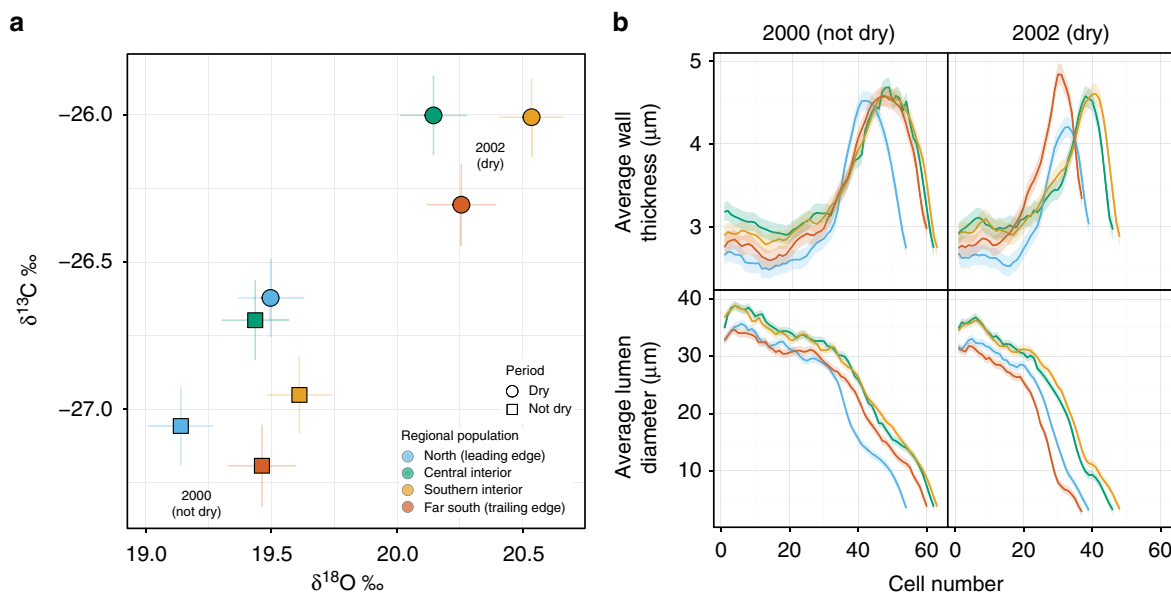 a
δ13C ‰
−26.0
−26.5
−27.0
2002
(dry)
2000
(not dry)
Period
Dry
Not dry
Regional population
North (leading edge)
Central interior
Southern interior
Far south (trailing edge)
19.0 19.5 20.0 20.5
δ18O ‰
b
2000 (not dry) 2002 (dry)
Average wall
thickness (μm)
5
4
3
Average lumen
diameter (μm)
40
30
20
10
0 20 40 60 0 20 40 60
Cell number